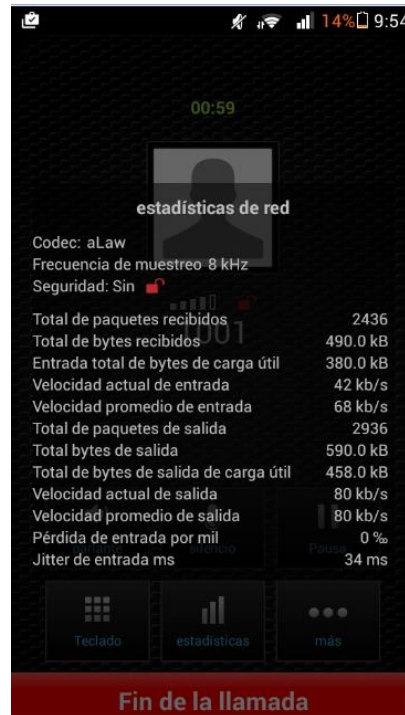 14% 9:54
00:59
estadísticas de red
Codec: aLaw
Frecuencia de muestreo 8 kHz
Seguridad: Sin
1001
Total de paquetes recibidos 2436
Total de bytes recibidos 490.0 kB
Entrada total de bytes de carga útil 380.0 kB
Velocidad actual de entrada 42 kb/s
Velocidad promedio de entrada 68 kb/s
Total de paquetes de salida 2936
Total bytes de salida 590.0 kB
Total de bytes de salida de carga útil 458.0 kB
Velocidad actual de salida 80 kb/s
Velocidad promedio de salida 80 kb/s
Pérdida de entrada por mil 0 ‰
parlante silencio Pausa
Jitter de entrada ms 34 ms
Teclado estadísticas más
Fin de la llamada